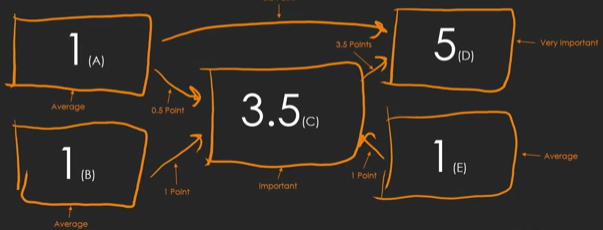 1 (A)
Average
0.5 Point
3.5 Points
5 (D)
Very Important
3.5 (C)
Important
1 (B)
Average
1 Point
1 Point
1 (E)
Average